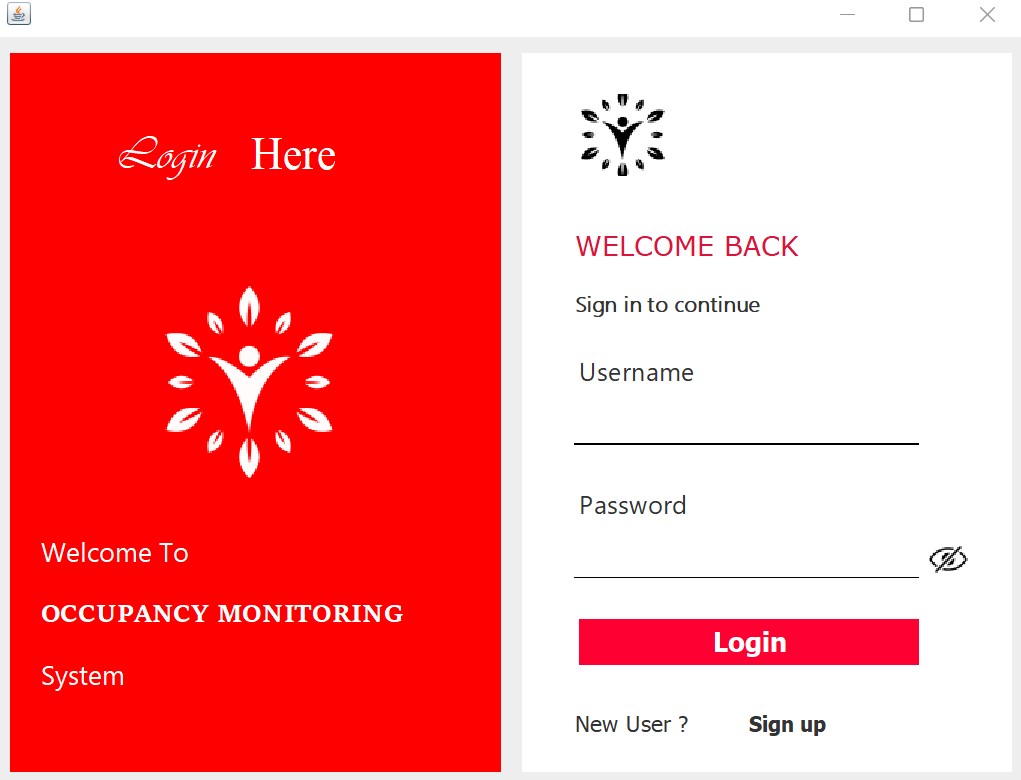 Login Here
Welcome To
OCCUPANCY MONITORING
System
WELCOME BACK
Sign in to continue
Username
Password
Login
New User ? Sign up